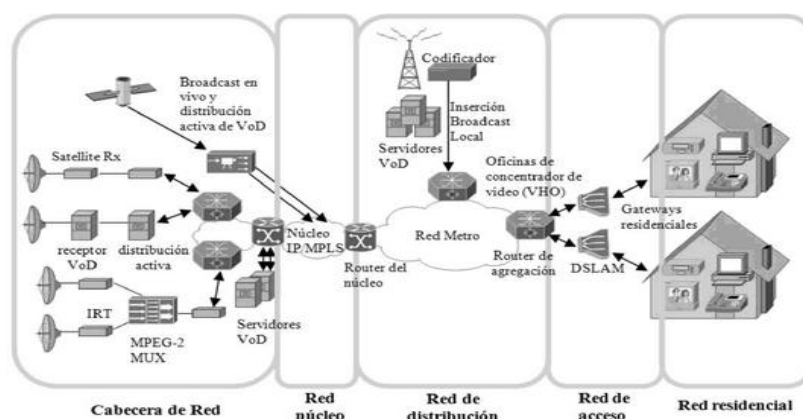 Broadcast en
vivo y
distribución
activa de VoD
Satellite Rx
receptor
VoD
distribución
activa
IRT
MPEG-2
MUX
Servidores
VoD
Núcleo
IP/MPLS
Codificador
Servidores
VoD
Inserción
Broadcast
Local
Oficinas de
concentrador de
video (VHO)
Red Metro
Router del
núcleo
Router de
agregación
DSLAM
Gateways
residenciales
Cabecera de Red
Red
núcleo
Red de
distribución
Red de
acceso
Red residencial